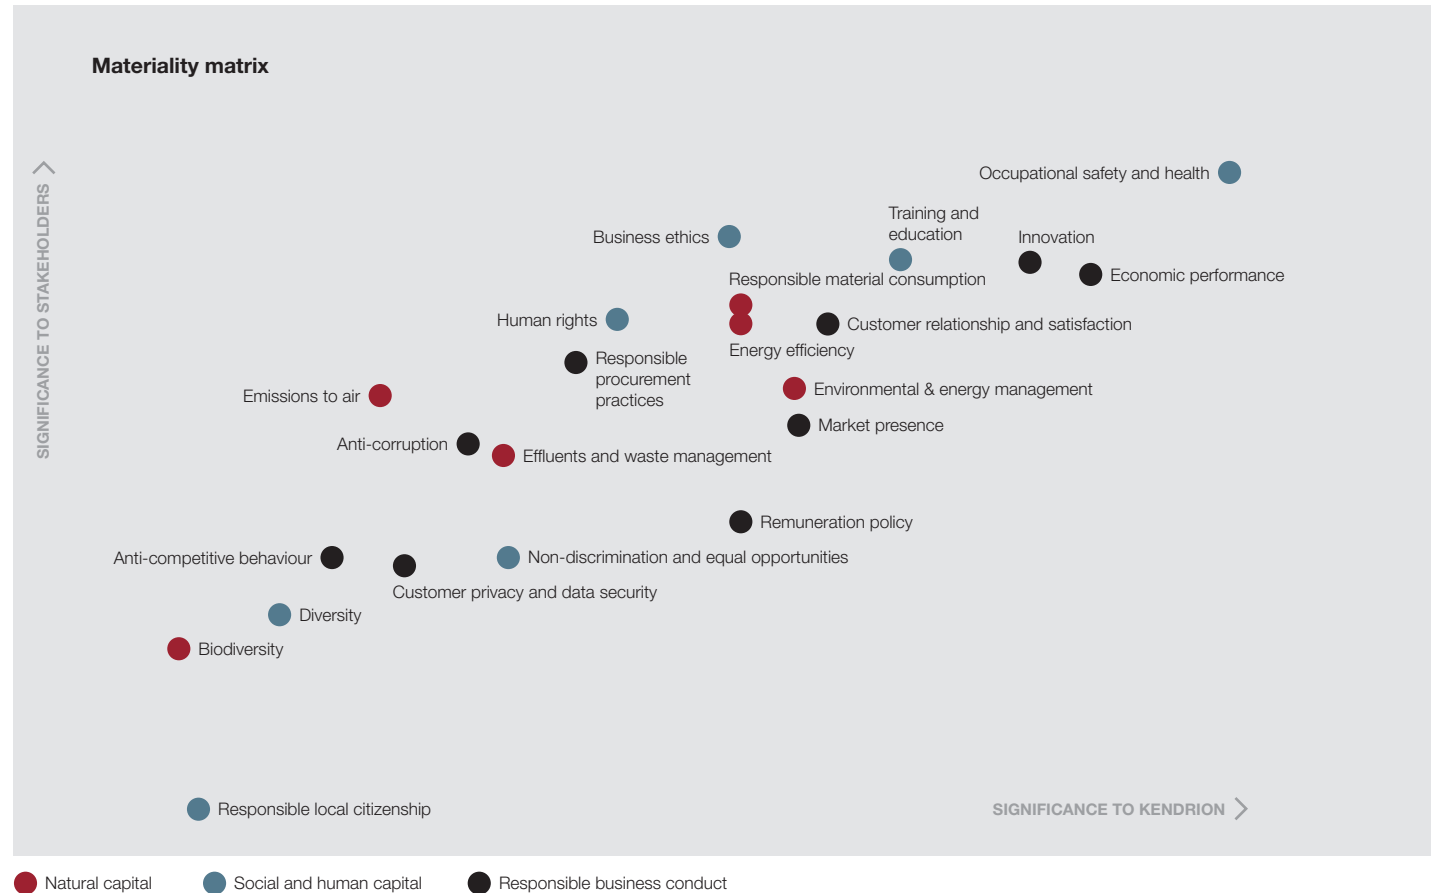 Materiality matrix
SIGNIFICANCE TO STAKEHOLDERS
Occupational safety and health
Training and
education
Business ethics
Innovation
Economic performance
Responsible material consumption
Human rights
Customer relationship and satisfaction
Energy efficiency
Responsible
procurement
practices
Emissions to air
Environmental & energy management
Market presence
Anti-corruption
Effluents and waste management
Remuneration policy
Anti-competitive behaviour
Non-discrimination and equal opportunities
Customer privacy and data security
Diversity
Biodiversity
Responsible local citizenship
SIGNIFICANCE TO KENDRION
Natural capital
Social and human capital
Responsible business conduct